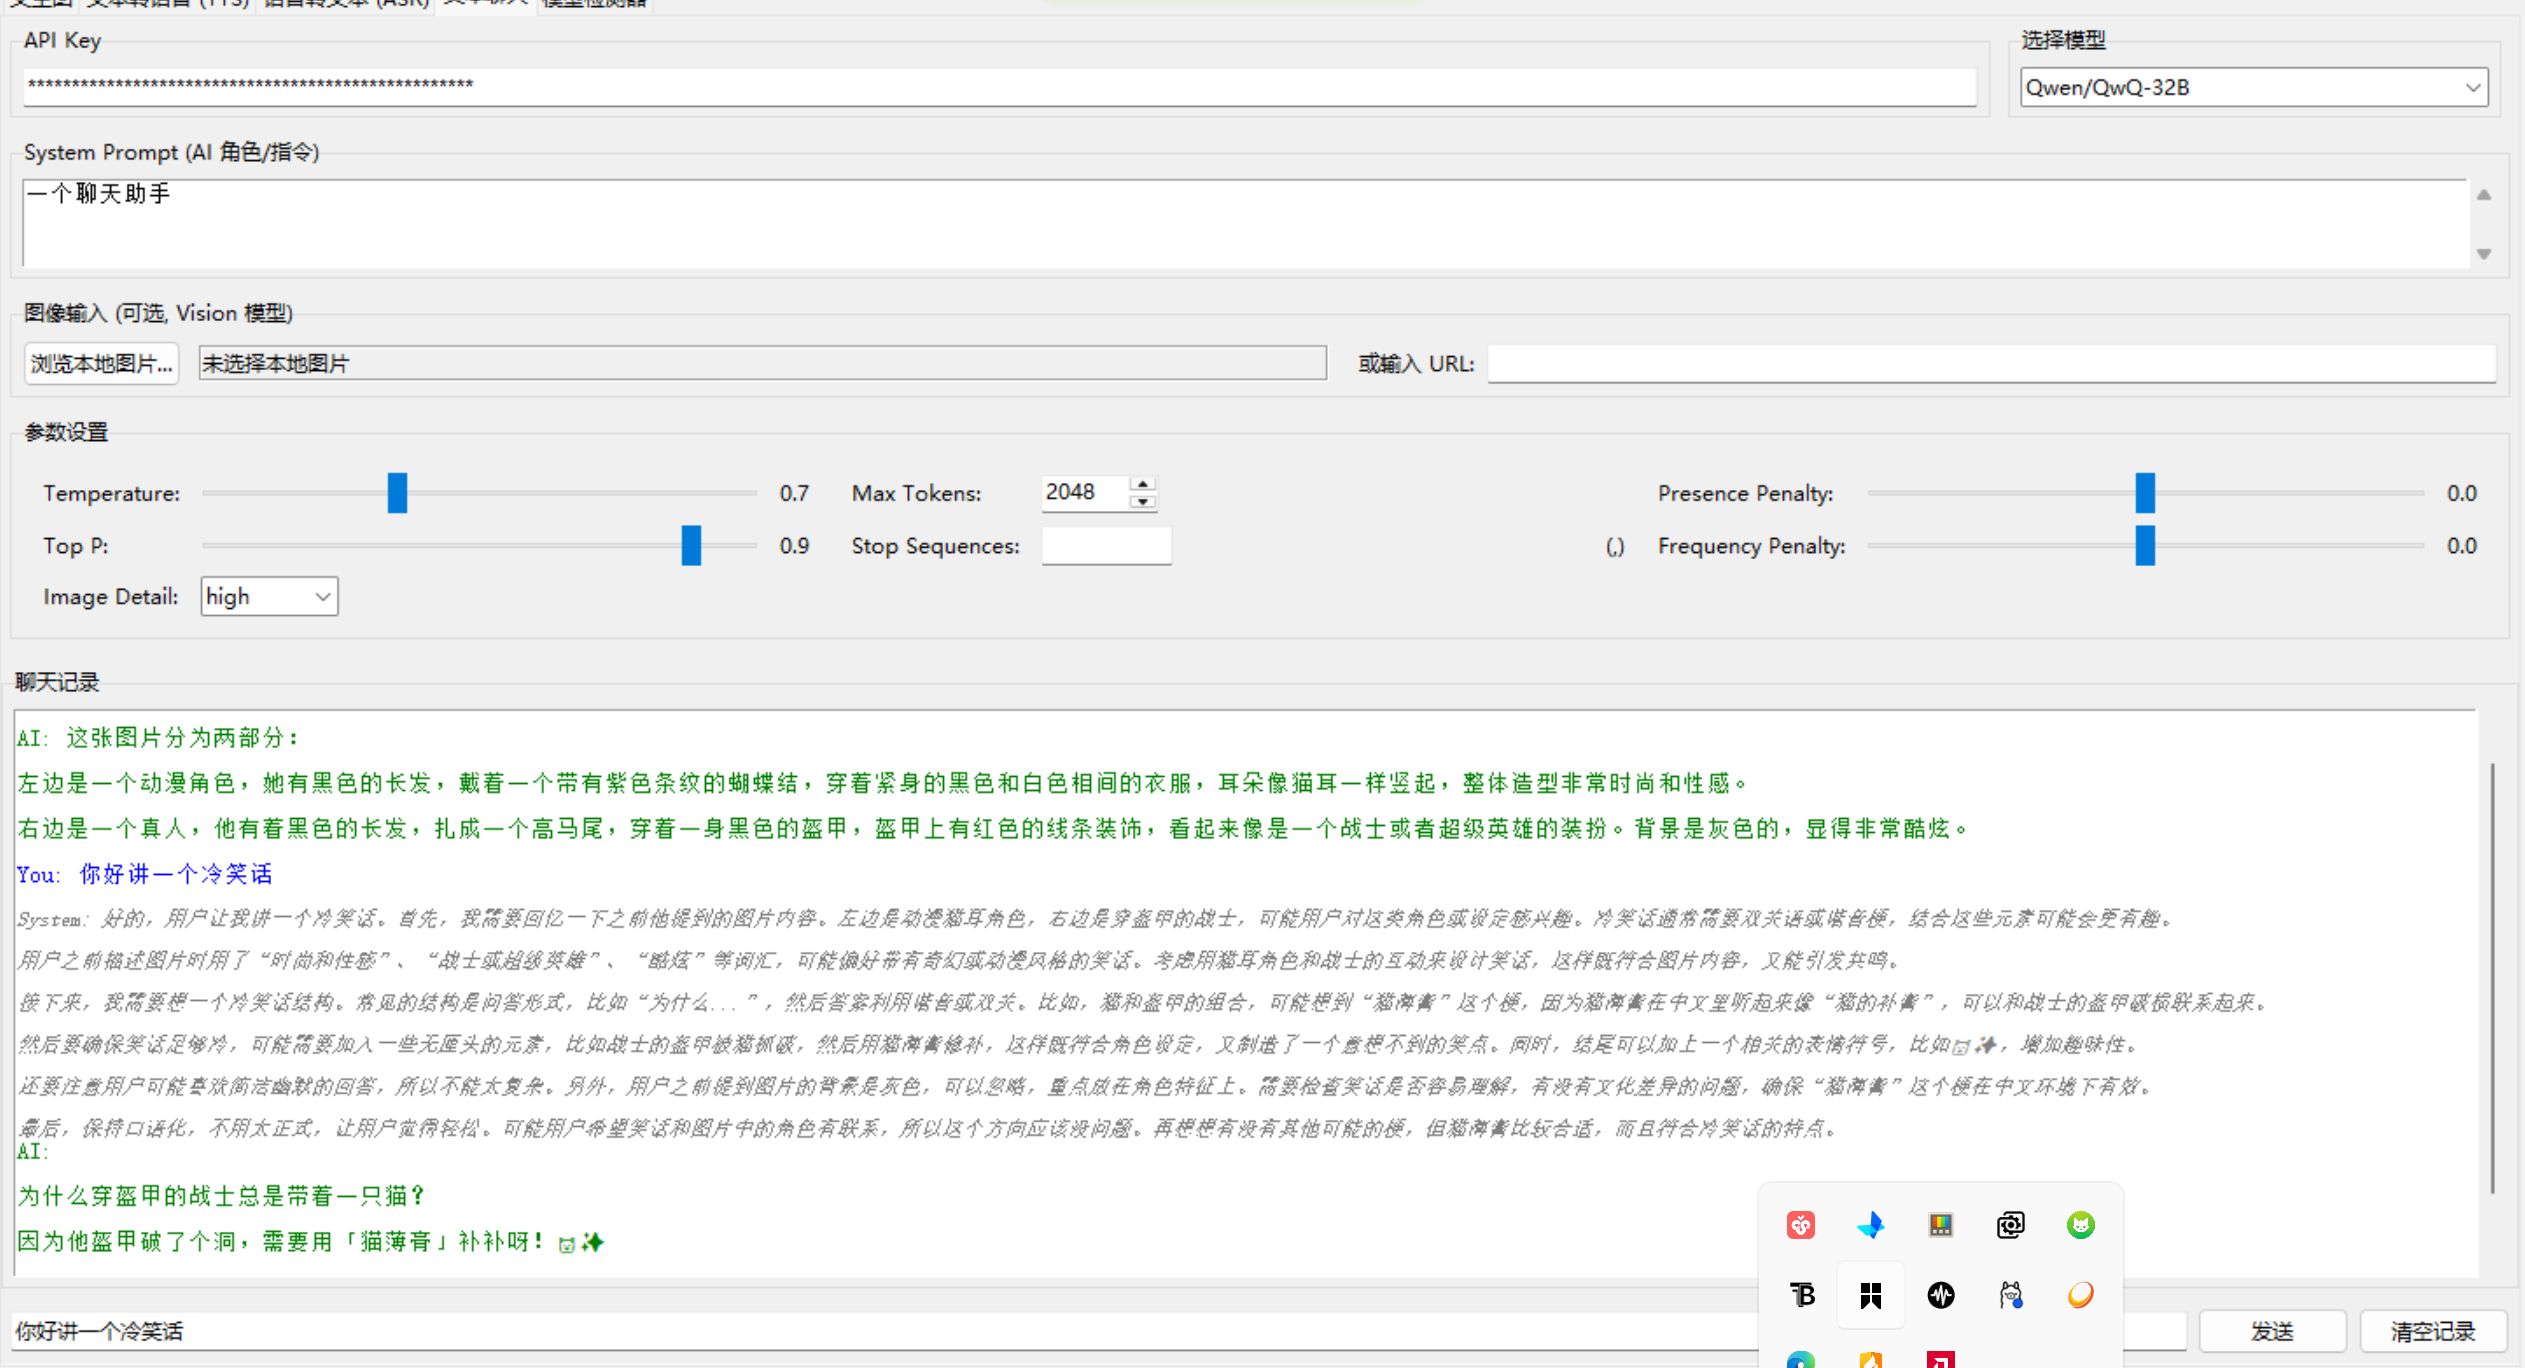 文生图 文本转语音 (TTS) 语音转文本 (ASR) 文本聊天 模型检测器
API Key
选择模型
***************************************************
Qwen/QwQ-32B
System Prompt (AI 角色/指令)
一个聊天助手
图像输入 (可选, Vision 模型)
浏览本地图片...
未选择本地图片
或输入 URL:
参数设置
Temperature: 0.7 Max Tokens: 2048 Presence Penalty: 0.0
Top P: 0.9 Stop Sequences: (,) Frequency Penalty: 0.0
Image Detail: high
聊天记录
AI: 这张图片分为两部分：
左边是一个动漫角色，她有黑色的长发，戴着一个带有紫色条纹的蝴蝶结，穿着紧身的黑色和白色相间的衣服，耳朵像猫耳一样竖起，整体造型非常时尚和性感。
右边是一个真人，他有着黑色的长发，扎成一个高马尾，穿着一身黑色的盔甲，盔甲上有红色的线条装饰，看起来像是一个战士或者超级英雄的装扮。背景是灰色的，显得非常酷炫。
You: 你好讲一个冷笑话
System: 好的，用户让我讲一个冷笑话。首先，我需要回忆一下之前他提到的图片内容。左边是动漫猫耳角色，右边是穿盔甲的战士，可能用户对这类角色或设定感兴趣。冷笑话通常需要双关语或谐音梗，结合这些元素可能会更有趣。
用户之前描述图片时用了“时尚和性感”、“战士或超级英雄”、“酷炫”等词汇，可能偏好带有奇幻或动漫风格的笑话。考虑用猫耳角色和战士的互动来设计笑话，这样既符合图片内容，又能引发共鸣。
接下来，我需要想一个冷笑话结构。常见的结构是问答形式，比如“为什么...”，然后答案利用谐音或双关。比如，猫和盔甲的组合，可能想到“猫薄膏”这个梗，因为猫薄膏在中文里听起来像“猫的补膏”，可以和战士的盔甲破损联系起来。
然后要确保笑话足够冷，可能需要加入一些无厘头的元素，比如战士的盔甲被猫抓破，然后用猫薄膏修补，这样既符合角色设定，又制造了一个意想不到的笑点。同时，结尾可以加上一个相关的表情符号，比如🐱✨，增加趣味性。
还要注意用户可能喜欢简洁幽默的回答，所以不能太复杂。另外，用户之前提到图片的背景是灰色，可以忽略，重点放在角色特征上。需要检查笑话是否容易理解，有没有文化差异的问题，确保“猫薄膏”这个梗在中文环境下有效。
最后，保持口语化，不用太正式，让用户觉得轻松。可能用户希望笑话和图片中的角色有联系，所以这个方向应该没问题。再想想有没有其他可能的梗，但猫薄膏比较合适，而且符合冷笑话的特点。
AI:
为什么穿盔甲的战士总是带着一只猫？
因为他盔甲破了个洞，需要用「猫薄膏」补补呀！🐱✨
你好讲一个冷笑话
发送
清空记录